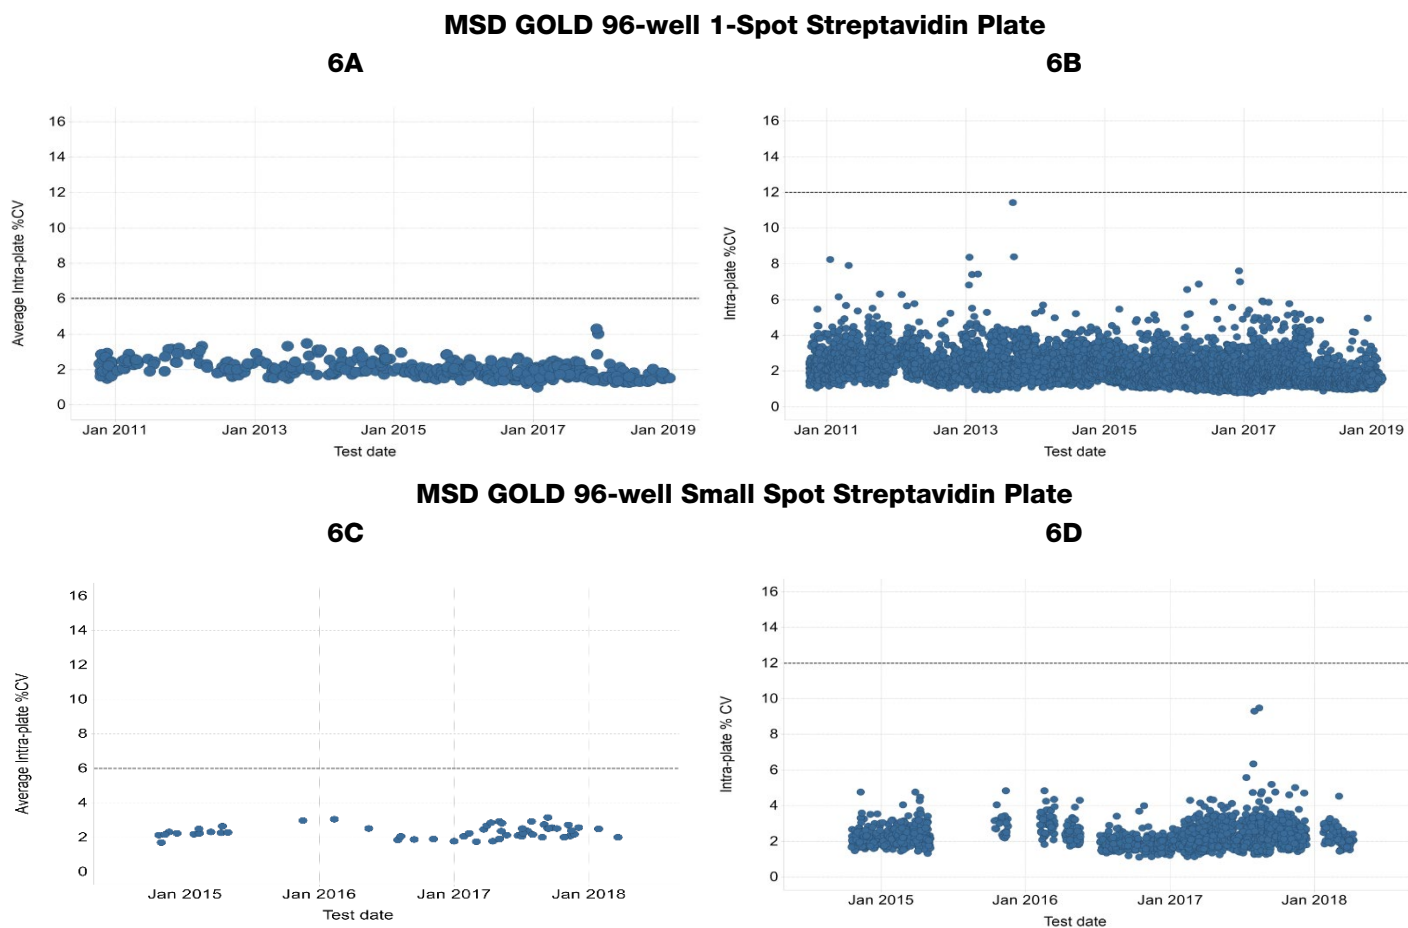 MSD GOLD 96-well 1-Spot Streptavidin Plate
6A
6B
Average Intra-plate %CV
16
14
12
10
8
6
4
2
0
Jan 2011 Jan 2013 Jan 2015 Jan 2017 Jan 2019
Test date
Intra-plate %CV
16
14
12
10
8
6
4
2
0
Jan 2011 Jan 2013 Jan 2015 Jan 2017 Jan 2019
Test date
MSD GOLD 96-well Small Spot Streptavidin Plate
6C
6D
Average Intra-plate %CV
16
14
12
10
8
6
4
2
0
Jan 2015 Jan 2016 Jan 2017 Jan 2018
Test date
Intra-plate % CV
16
14
12
10
8
6
4
2
0
Jan 2015 Jan 2016 Jan 2017 Jan 2018
Test date